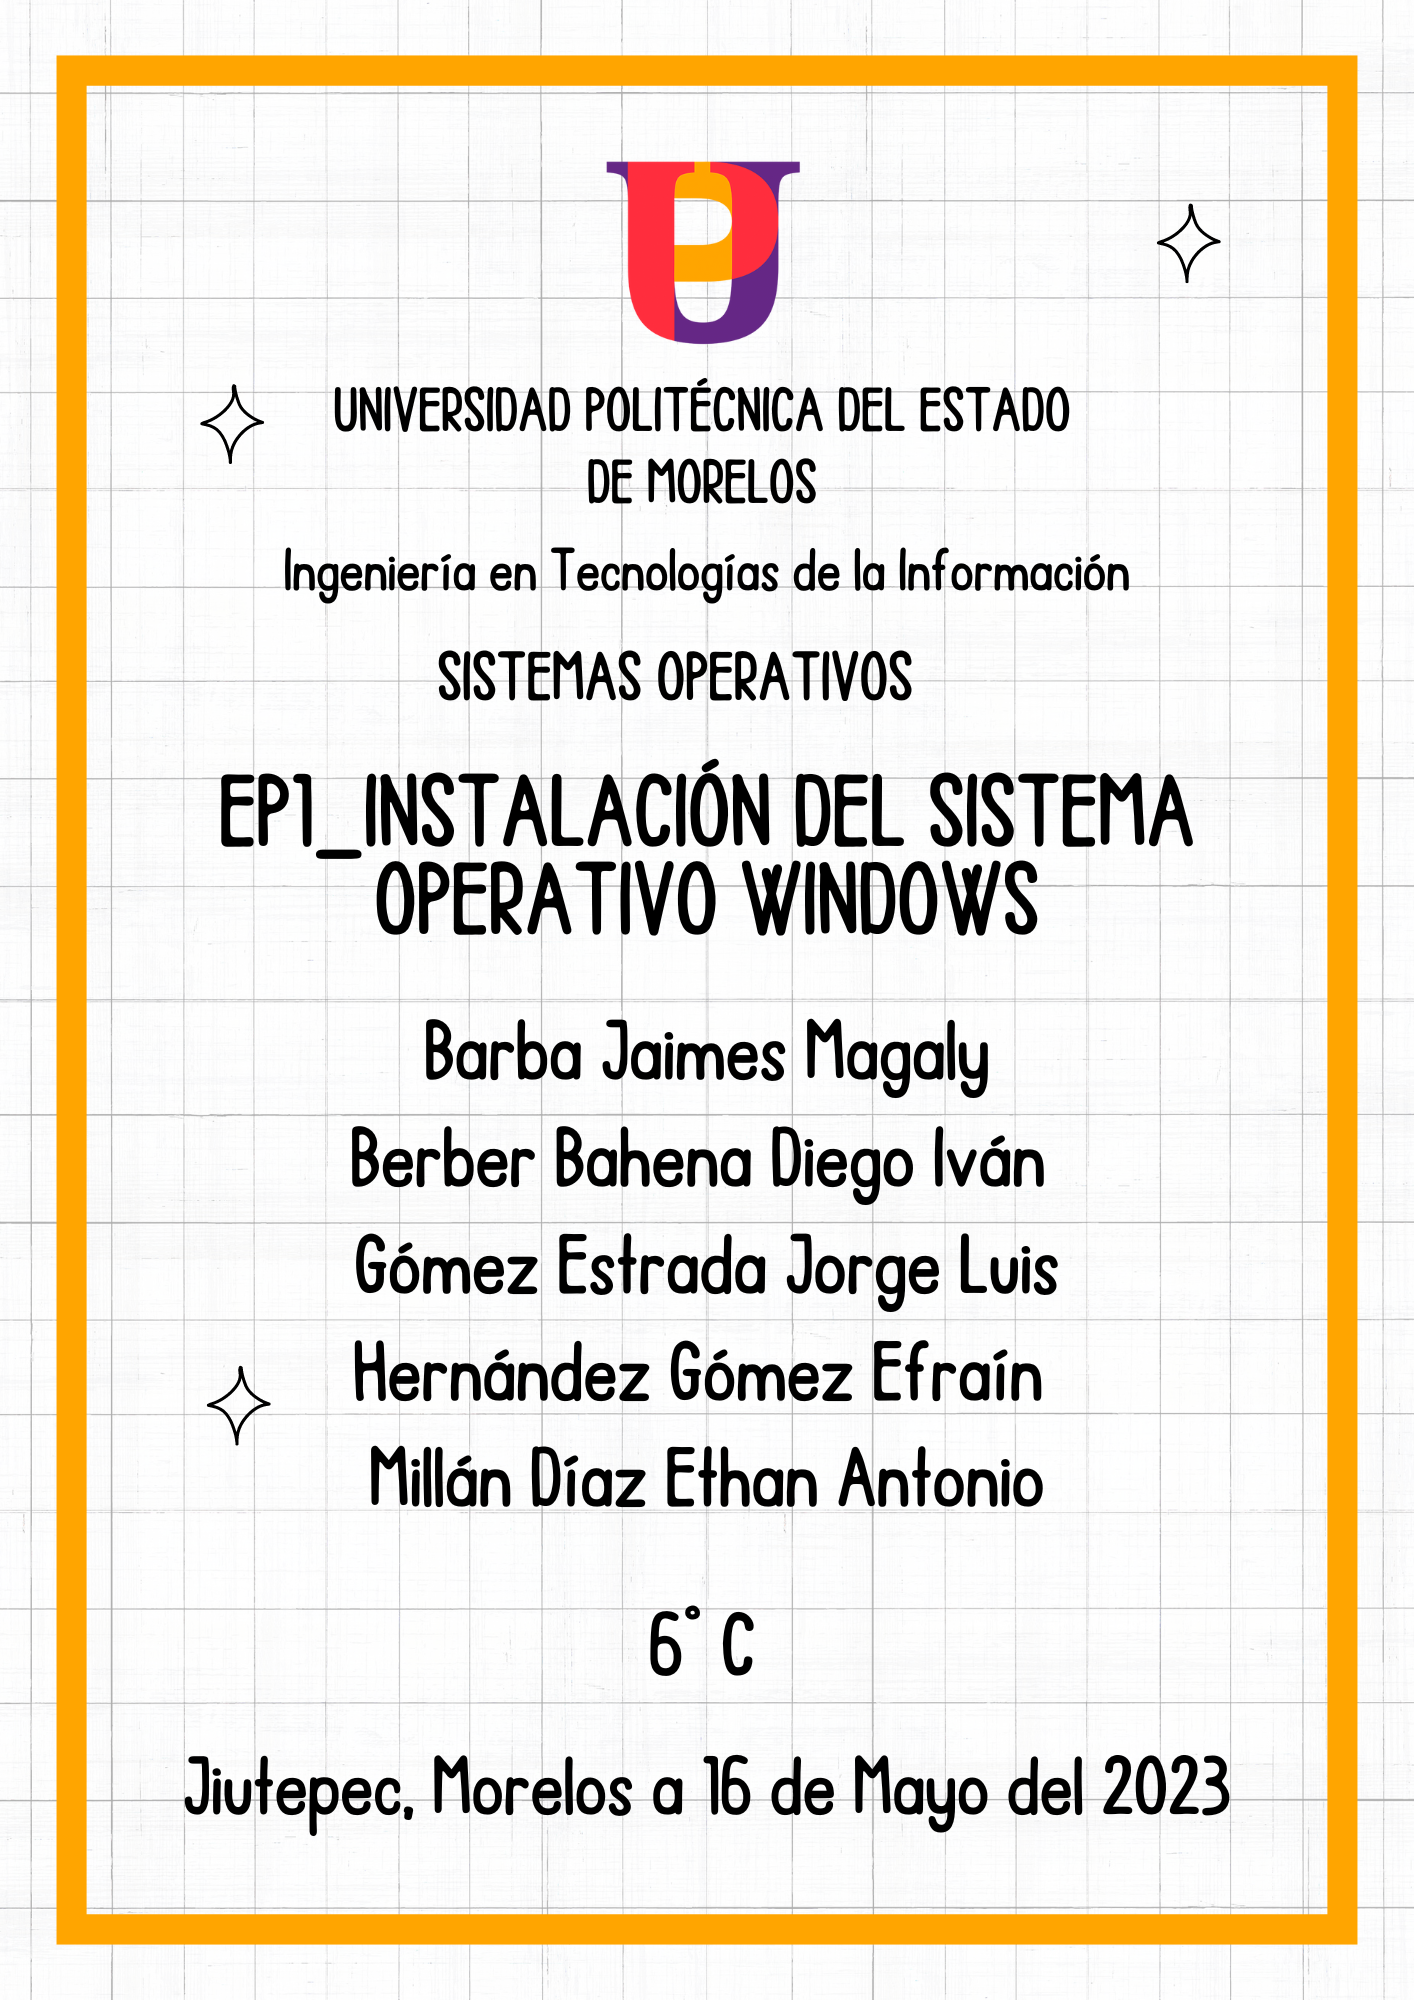 UP
UNIVERSIDAD POLITÉCNICA DEL ESTADO
DE MORELOS
Ingeniería en Tecnologías de la Información
SISTEMAS OPERATIVOS
EP1_INSTALACIÓN DEL SISTEMA
OPERATIVO WINDOWS
Barba Jaimes Magaly
Berber Bahena Diego Iván
Gómez Estrada Jorge Luis
Hernández Gómez Efraín
Millán Díaz Ethan Antonio
6° C
Jiutepec, Morelos a 16 de Mayo del 2023